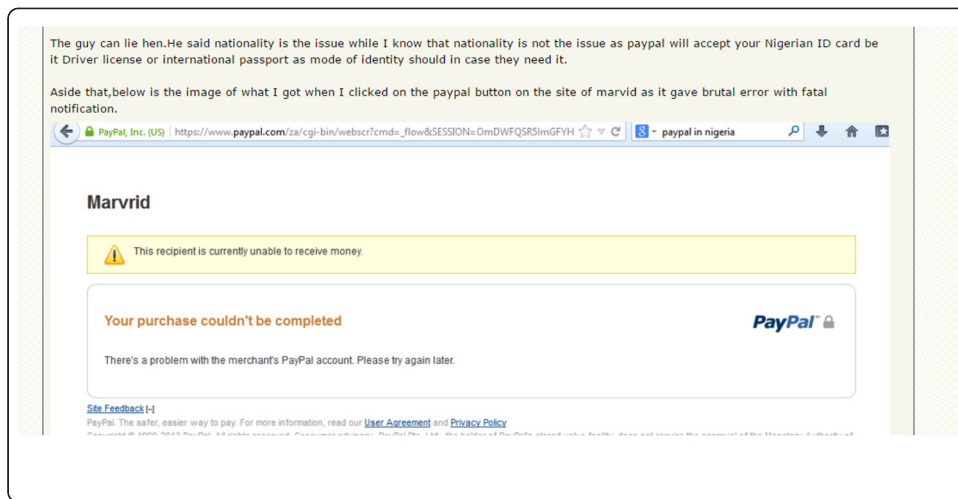 The guy can lie hen.He said nationality is the issue while I know that nationality is not the issue as paypal will accept your Nigerian ID card be
it Driver license or international passport as mode of identity should in case they need it.
Aside that,below is the image of what I got when I clicked on the paypal button on the site of marvid as it gave brutal error with fatal
notification.
PayPal, Inc. (US) https://www.paypal.com/za/cgi-bin/webscr?cmd=_flow&SESSION= paypal in nigeria
Marvrid
This recipient is currently unable to receive money.
Your purchase couldn't be completed
PayPal
There's a problem with the merchant's PayPal account. Please try again later.
Site Feedback [-]
PayPal. The safer, easier way to pay. For more information, read our User Agreement and Privacy Policy.